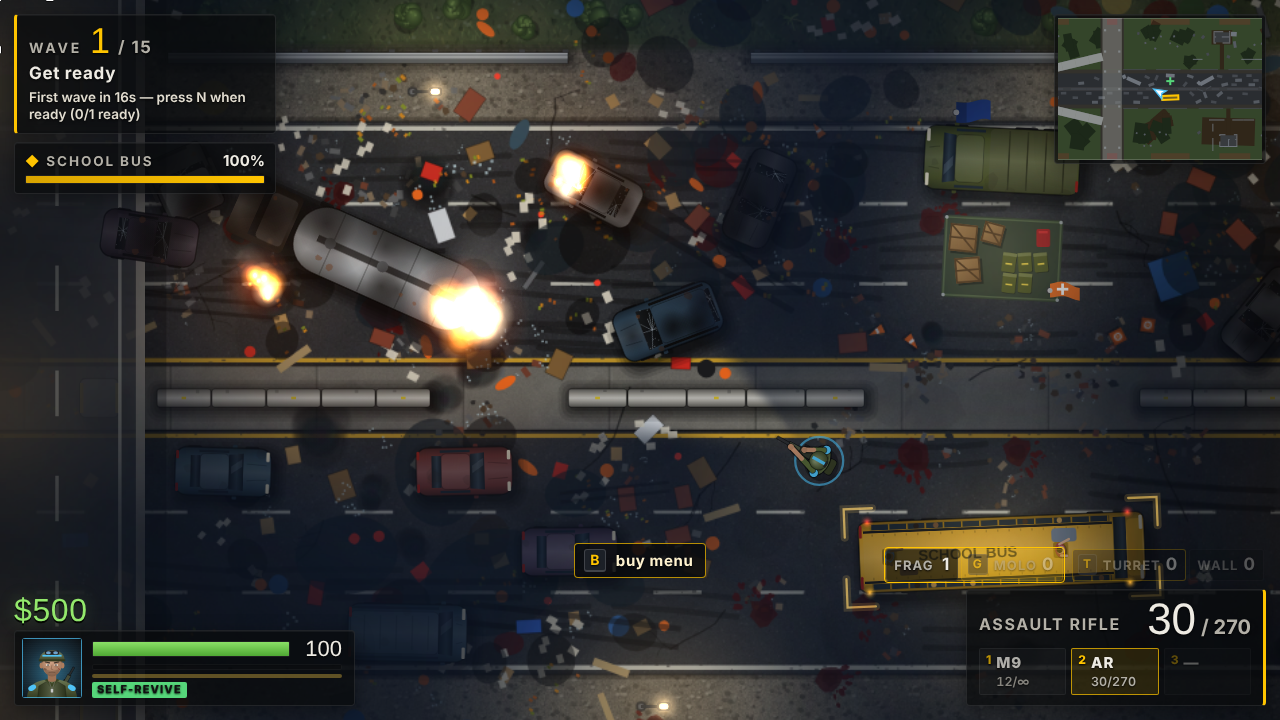 WAVE 1 / 15
Get ready
First wave in 16s — press N when
ready (0/1 ready)
SCHOOL BUS 100%
SCHOOL BUS
B buy menu
FRAG 1 G MOLO 0 T TURRET 0 WALL 0
$500
100
SELF-REVIVE
ASSAULT RIFLE 30 / 270
1 M9 2 AR 3 —
12/∞ 30/270